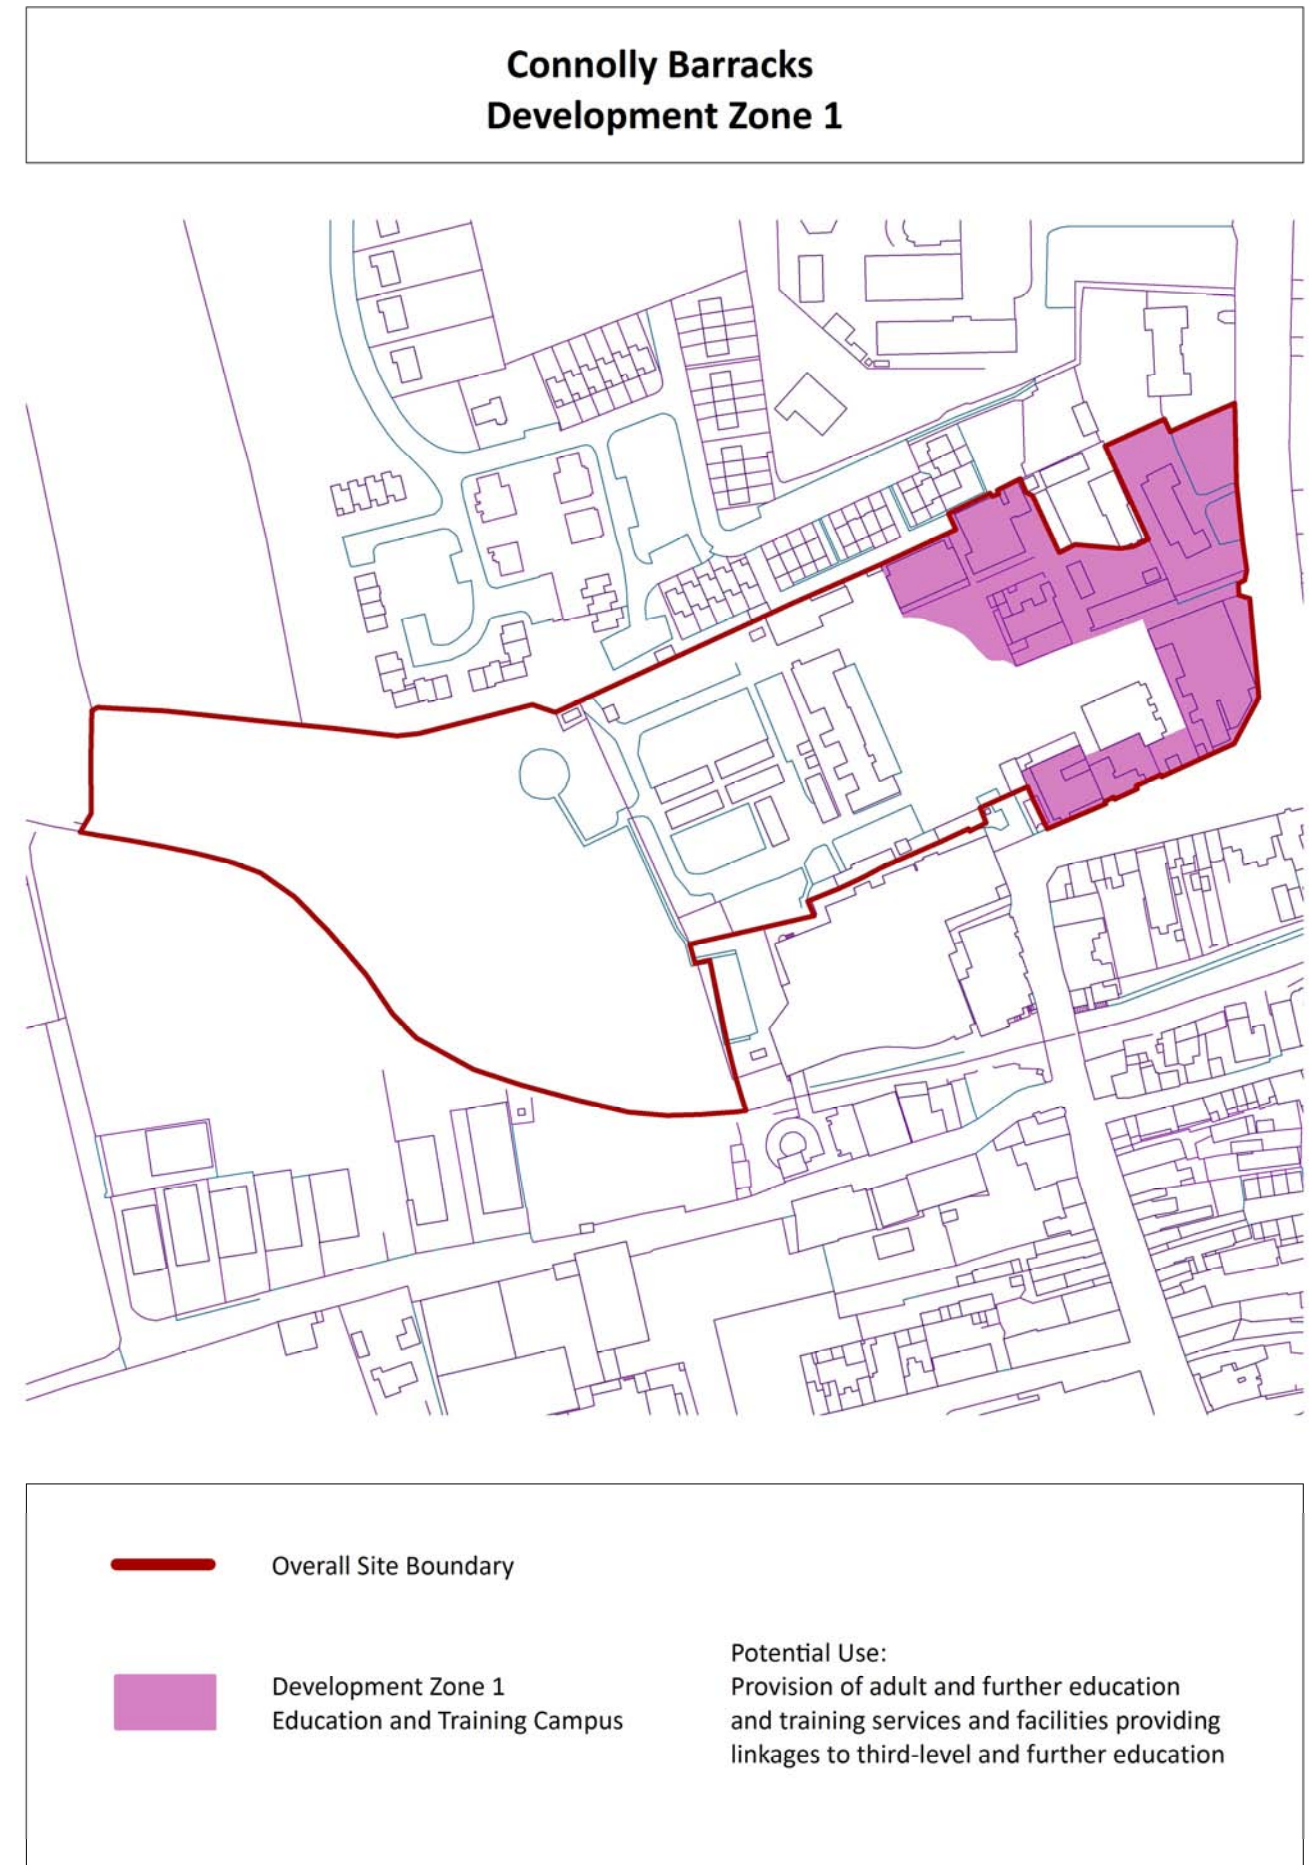 Connolly Barracks
Development Zone 1
Overall Site Boundary
Development Zone 1
Education and Training Campus
Potential Use:
Provision of adult and further education
and training services and facilities providing
linkages to third-level and further education